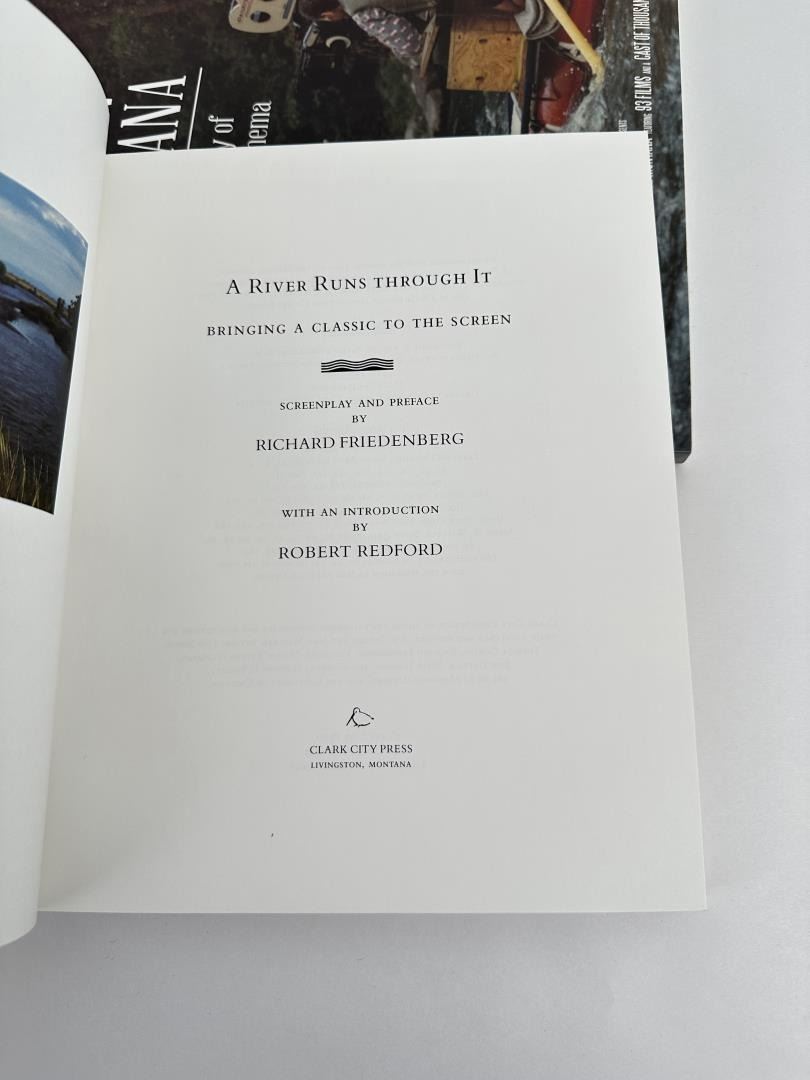 ANA
y of
nema
93 FILMS AND A CAST OF THOUSAN
A RIVER RUNS THROUGH IT
BRINGING A CLASSIC TO THE SCREEN
SCREENPLAY AND PREFACE
BY
RICHARD FRIEDENBERG
WITH AN INTRODUCTION
BY
ROBERT REDFORD
CLARK CITY PRESS
LIVINGSTON, MONTANA